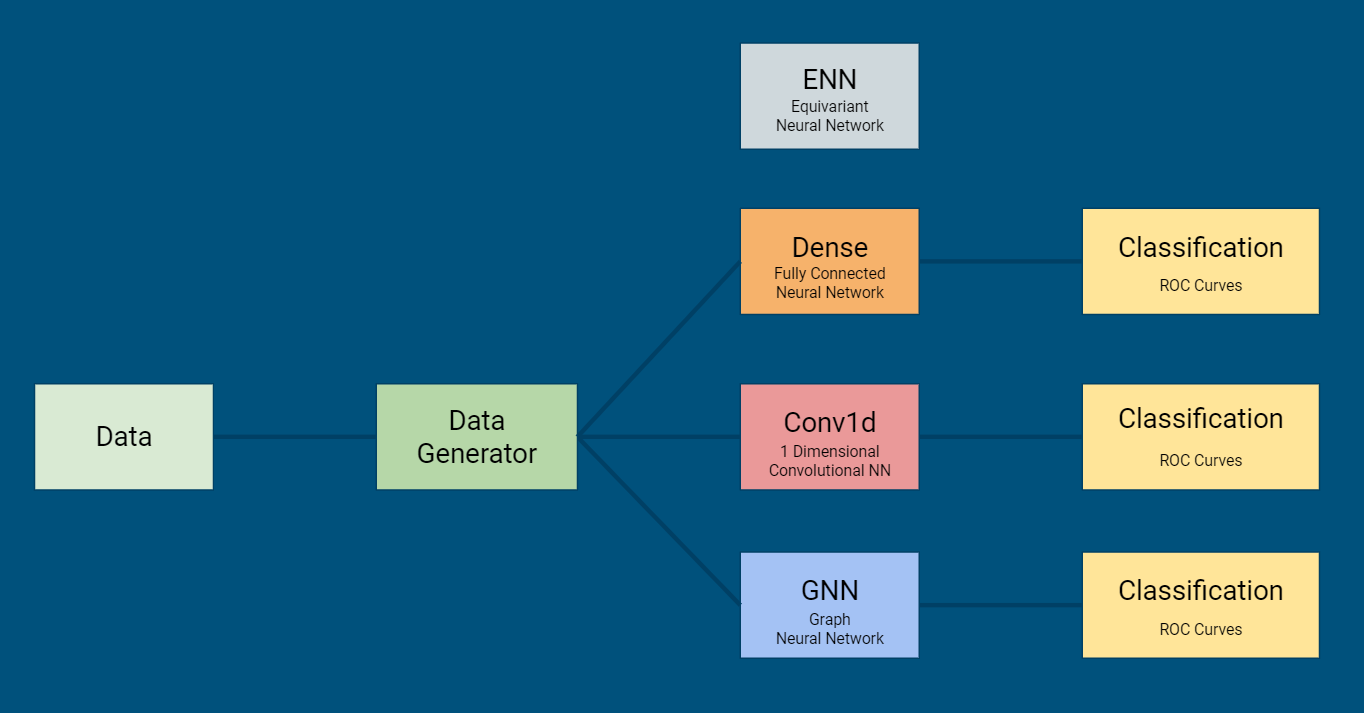 ENN
Equivariant
Neural Network
Dense
Fully Connected
Neural Network
Classification
ROC Curves
Data
Data
Generator
Conv1d
1 Dimensional
Convolutional NN
Classification
ROC Curves
GNN
Graph
Neural Network
Classification
ROC Curves